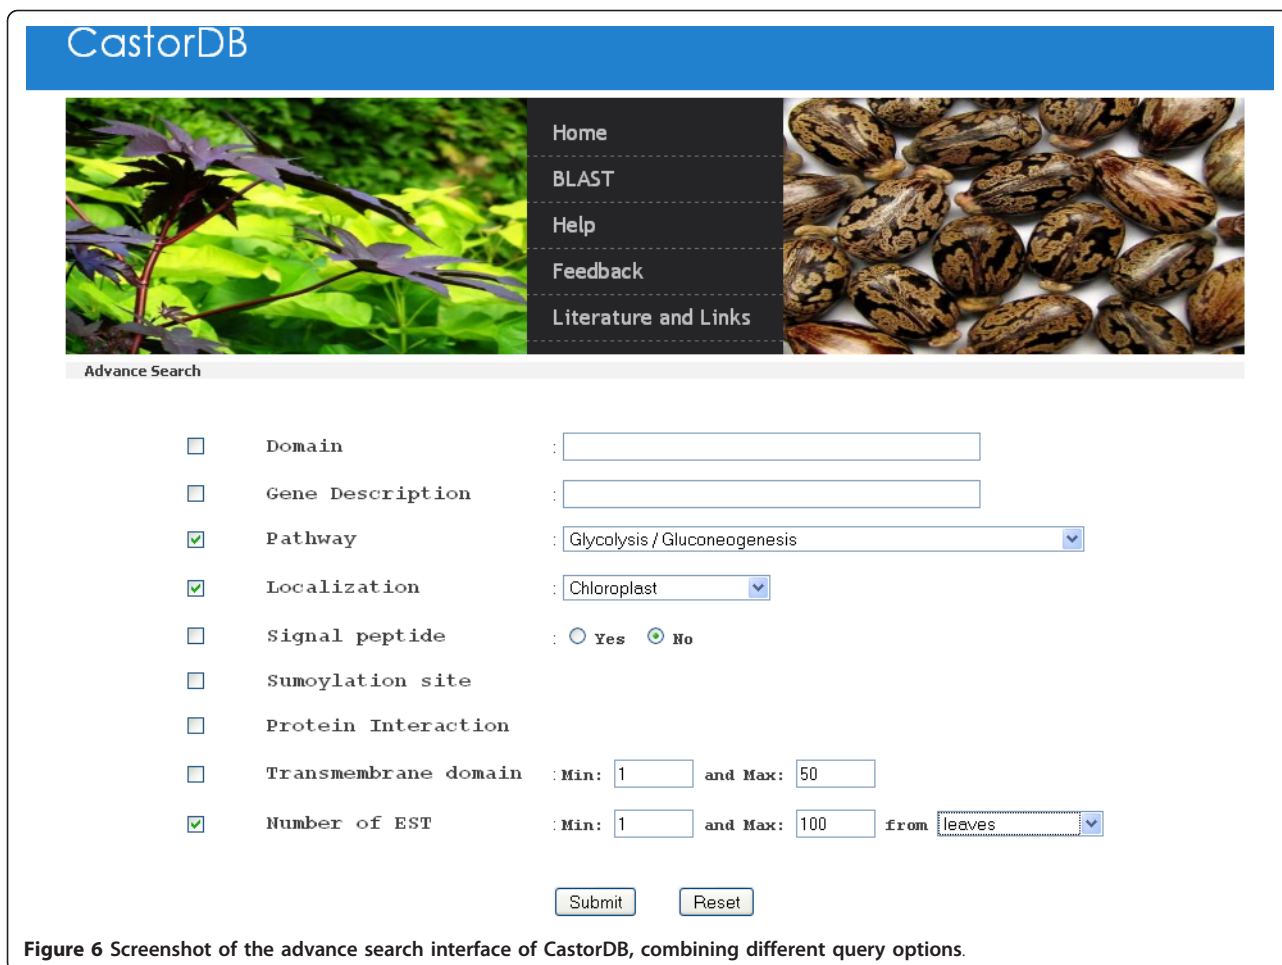 CastorDB
Home
BLAST
Help
Feedback
Literature and Links
Advance Search
Domain :
Gene Description :
Pathway : Glycolysis / Gluconeogenesis
Localization : Chloroplast
Signal peptide : Yes No
Sumoylation site
Protein Interaction
Transmembrane domain : Min: 1 and Max: 50
Number of EST : Min: 1 and Max: 100 from leaves
Submit Reset
Figure 6 Screenshot of the advance search interface of CastorDB, combining different query options.